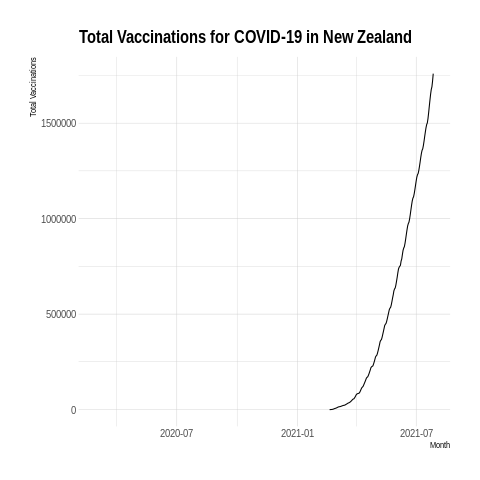 Total Vaccinations for COVID-19 in New Zealand
Total Vaccinations
1500000
1000000
500000
0
2020-07
2021-01
2021-07
Month